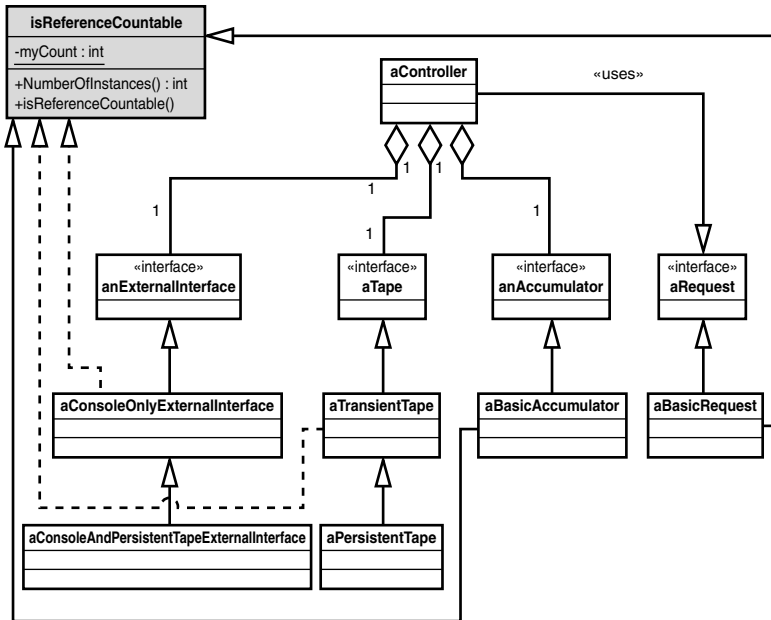 isReferenceCountable
-myCount : int
+NumberOfInstances() : int
+isReferenceCountable()
aController
«uses»
1
1
1
1
1
1
«interface»
anExternalInterface
«interface»
aTape
«interface»
anAccumulator
«interface»
aRequest
aConsoleOnlyExternalInterface
aTransientTape
aBasicAccumulator
aBasicRequest
aConsoleAndPersistentTapeExternalInterface
aPersistentTape